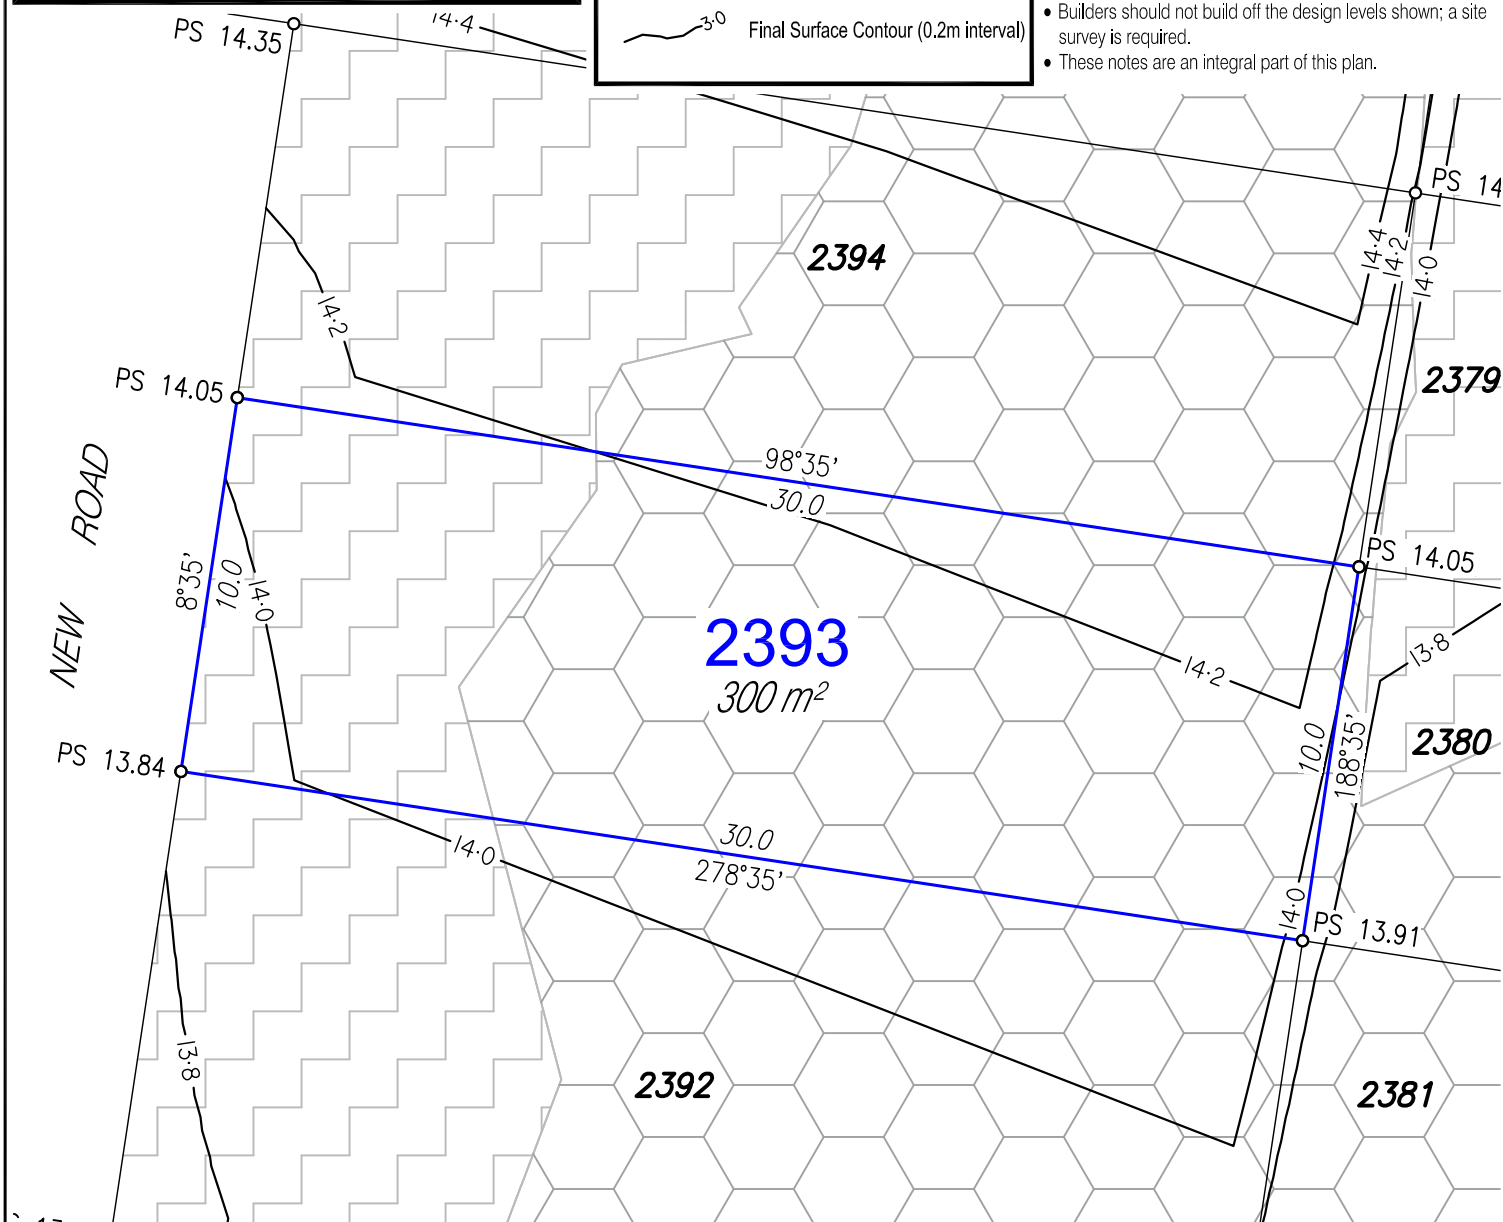 3·0
Final Surface Contour (0.2m interval)
• Builders should not build off the design levels shown; a site
survey is required.
• These notes are an integral part of this plan.
PS 14.35
14·4
PS 14
14·4
14·2
14·0
2394
14·2
2379
PS 14.05
98°35'
30.0
PS 14.05
NEW ROAD
8°35'
10.0
14·0
2393
300 m²
14·2
13·8
10.0
188°35'
2380
PS 13.84
30.0
278°35'
14·0
14·0
PS 13.91
13·8
2392
2381